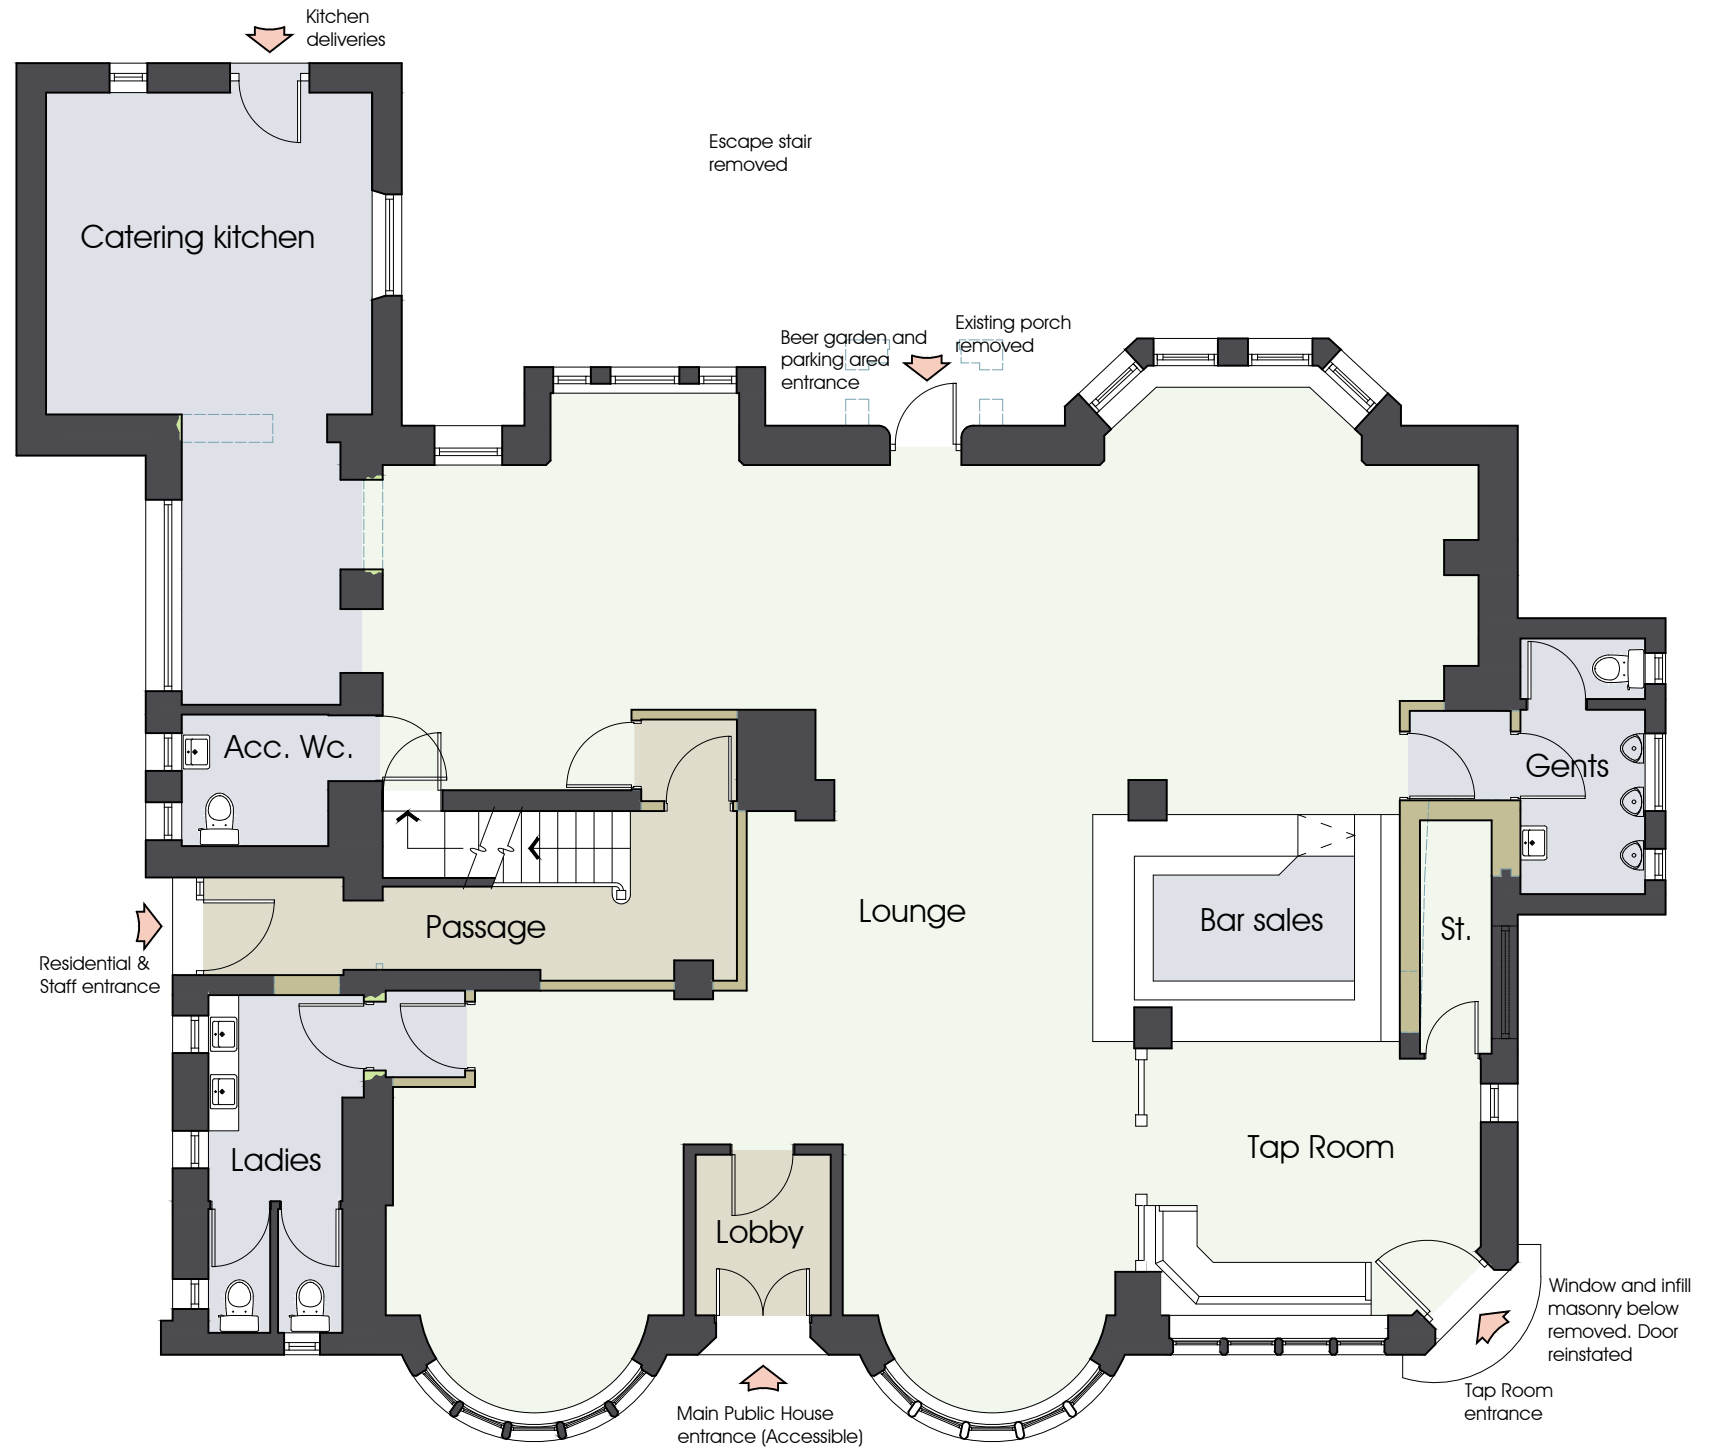 Kitchen
deliveries
Escape stair
removed
Catering kitchen
Beer garden and
parking area
entrance
Existing porch
removed
Acc. Wc.
Gents
Lounge
Bar sales
St.
Passage
Residential &
Staff entrance
Tap Room
Ladies
Lobby
Window and infill
masonry below
removed. Door
reinstated
Tap Room
entrance
Main Public House
entrance (Accessible)